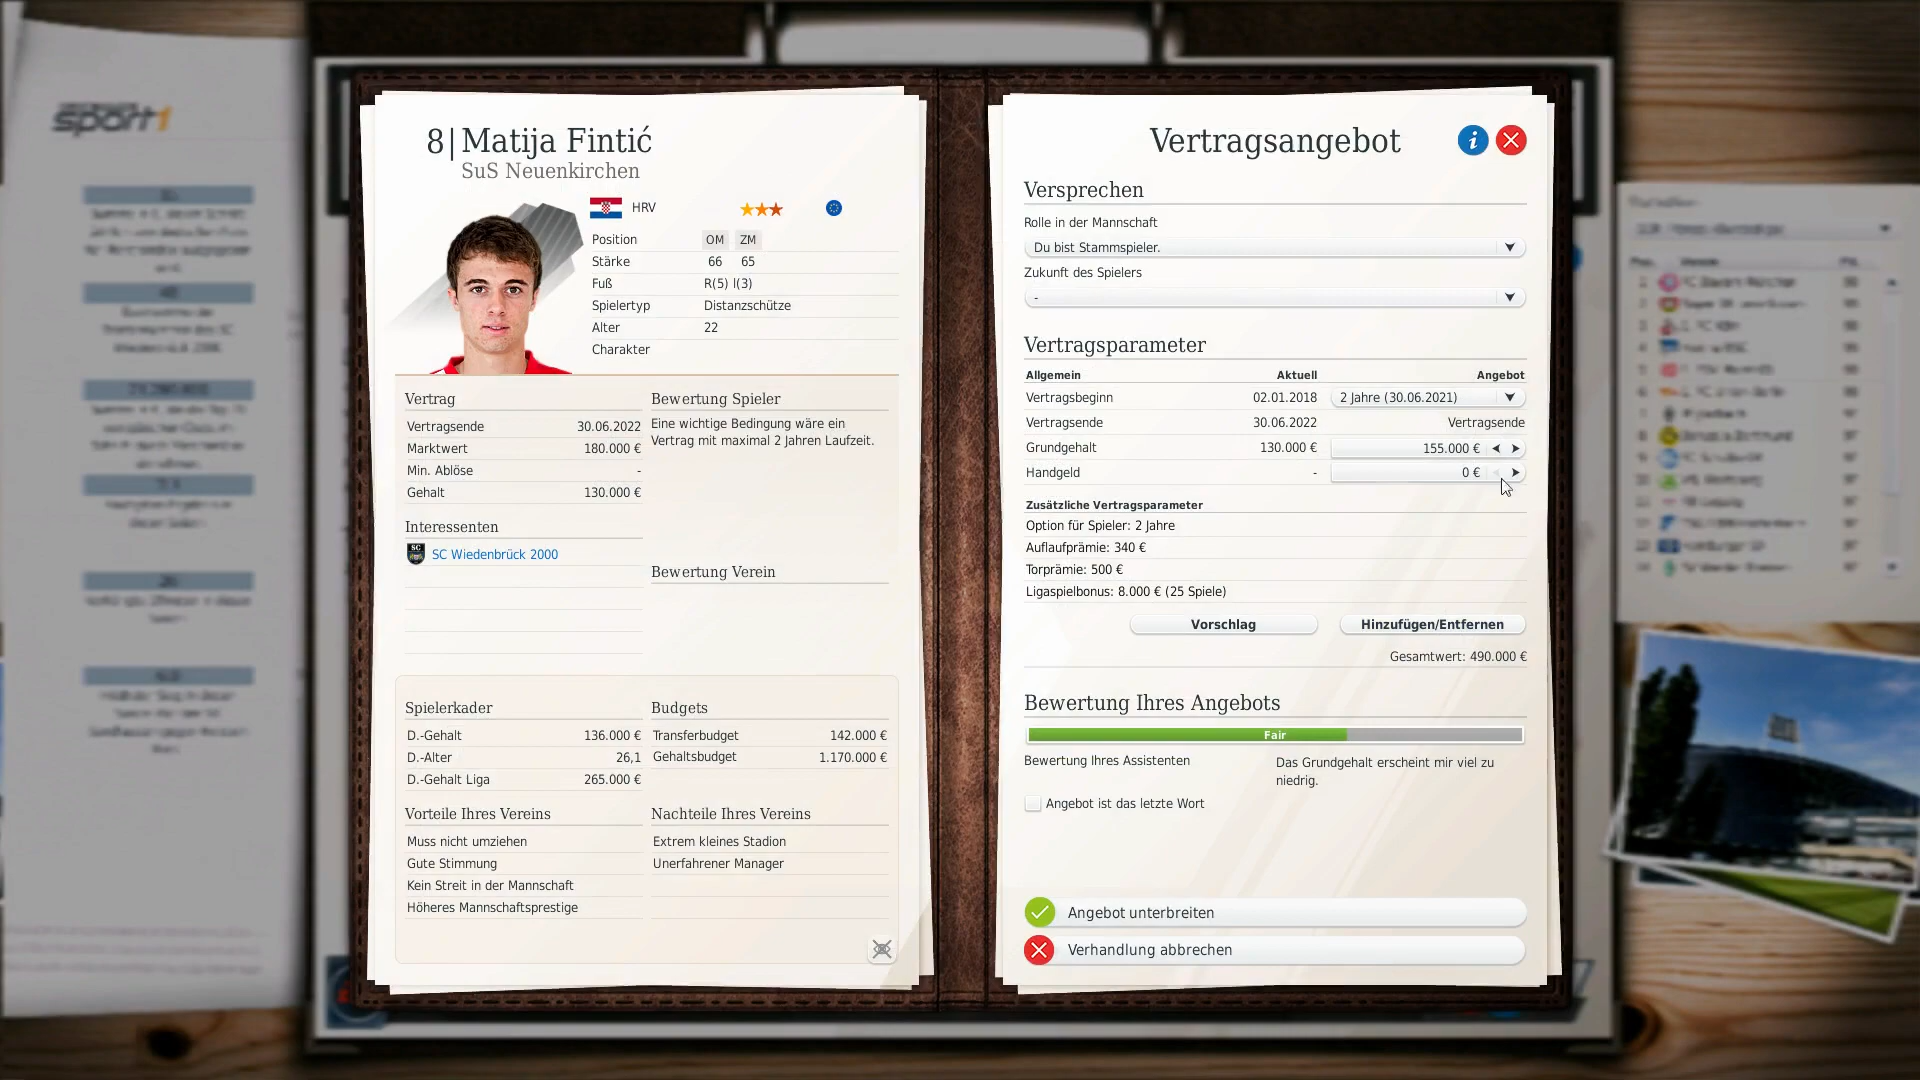 sport1
8| Matija Fintić
SuS Neuenkirchen
HRV
Position OM ZM
Stärke 66 65
Fuß R(5) l(3)
Spielertyp Distanzschütze
Alter 22
Charakter
Vertrag
Vertragsende 30.06.2022
Marktwert 180.000 €
Min. Ablöse -
Gehalt 130.000 €
Bewertung Spieler
Eine wichtige Bedingung wäre ein
Vertrag mit maximal 2 Jahren Laufzeit.
Interessenten
SC Wiedenbrück 2000
Bewertung Verein
Spielerkader
D.-Gehalt 136.000 €
D.-Alter 26,1
D.-Gehalt Liga 265.000 €
Budgets
Transferbudget 142.000 €
Gehaltsbudget 1.170.000 €
Vorteile Ihres Vereins
Muss nicht umziehen
Gute Stimmung
Kein Streit in der Mannschaft
Höheres Mannschaftsprestige
Nachteile Ihres Vereins
Extrem kleines Stadion
Unerfahrener Manager
Vertragsangebot
i
Versprechen
Rolle in der Mannschaft
Du bist Stammspieler.
Zukunft des Spielers
-
Vertragsparameter
Allgemein Aktuell Angebot
Vertragsbeginn 02.01.2018 2 Jahre (30.06.2021)
Vertragsende 30.06.2022 Vertragsende
Grundgehalt 130.000 € 155.000 €
Handgeld - 0 €
Zusätzliche Vertragsparameter
Option für Spieler: 2 Jahre
Auflaufprämie: 340 €
Torprämie: 500 €
Ligaspielbonus: 8.000 € (25 Spiele)
Vorschlag Hinzufügen/Entfernen
Gesamtwert: 490.000 €
Bewertung Ihres Angebots
Fair
Bewertung Ihres Assistenten
Das Grundgehalt erscheint mir viel zu
niedrig.
Angebot ist das letzte Wort
Angebot unterbreiten
Verhandlung abbrechen